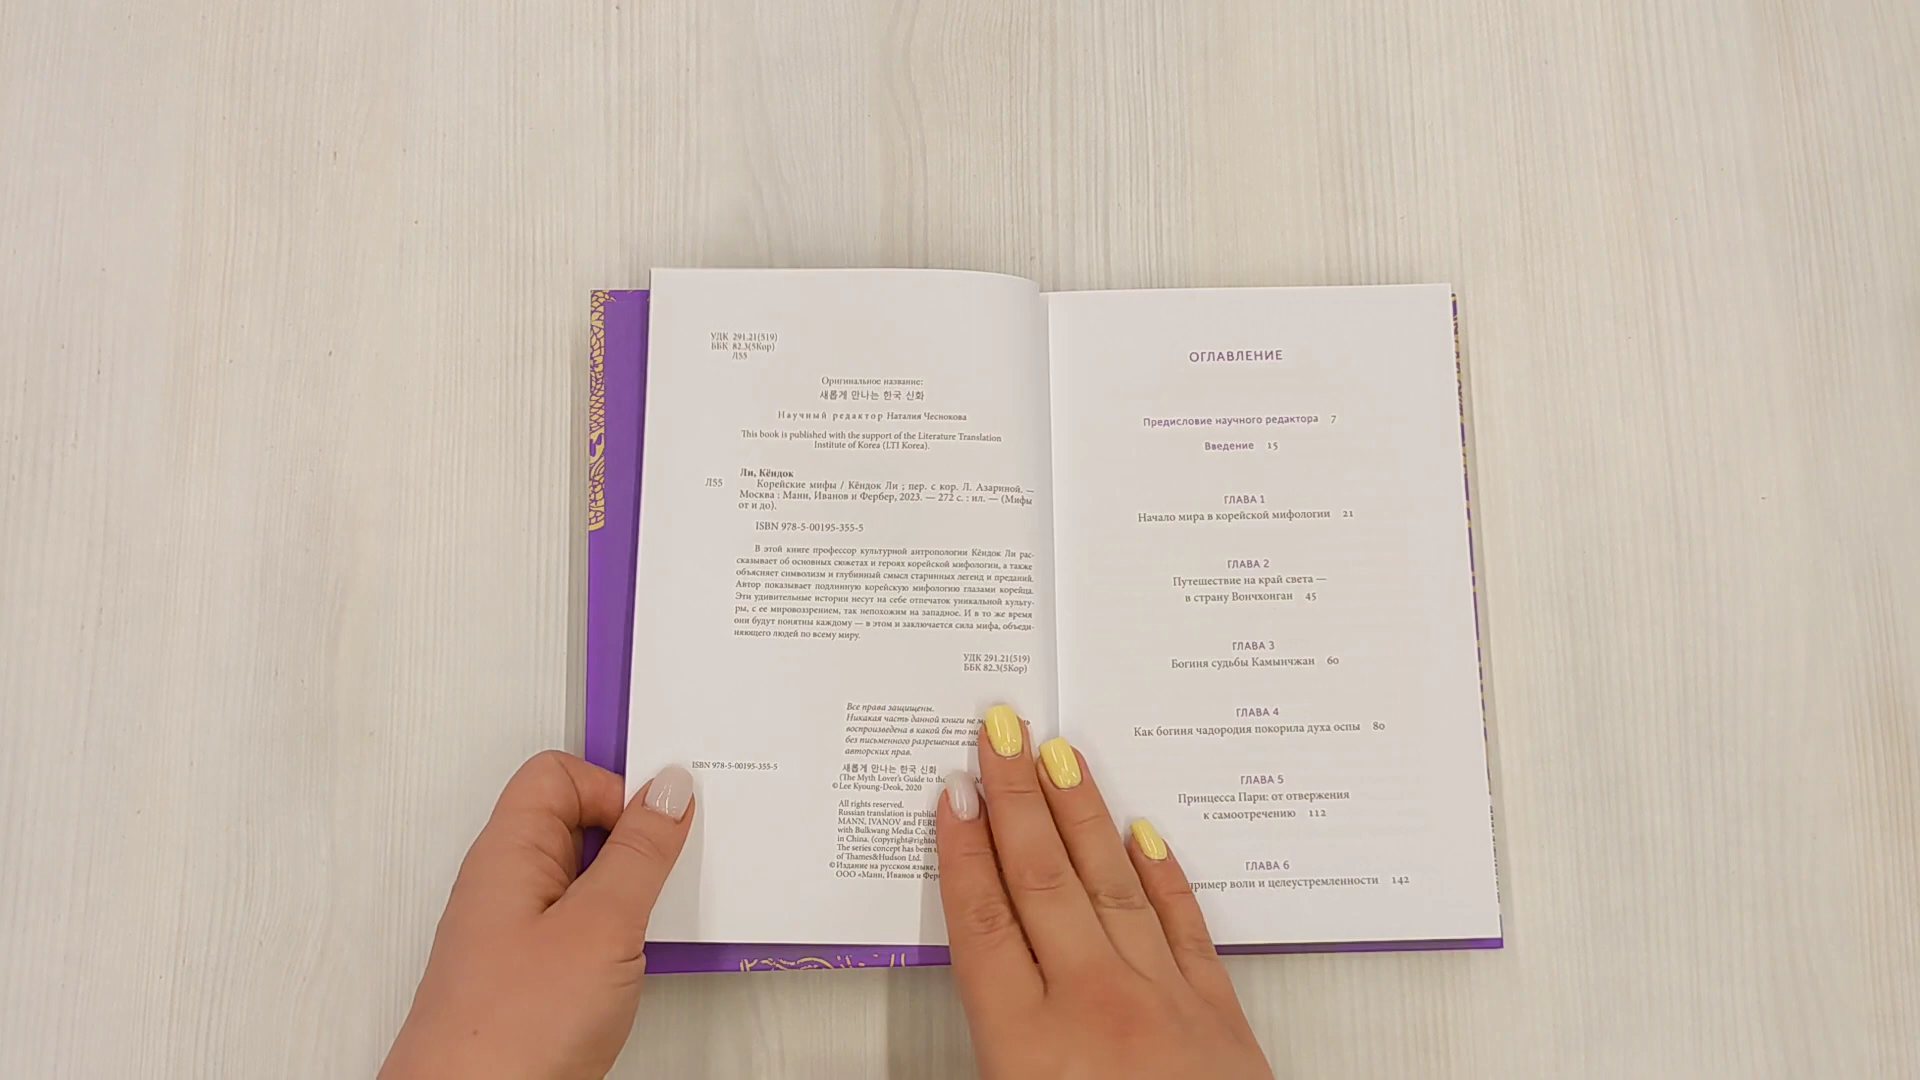 УДК 291.21(519)
ББК 82.3(5Кор)
Л55
Оригинальное название:
새롭게 만나는 한국 신화
Научный редактор Наталия Чеснокова
This book is published with the support of the Literature Translation
Institute of Korea (LTI Korea).
Ли, Кёндок
Л55 Корейские мифы / Кёндок Ли ; пер. с кор. Л. Азариной. —
Москва : Манн, Иванов и Фербер, 2023. — 272 с. : ил. — (Мифы
от и до).
ISBN 978-5-00195-355-5
В этой книге профессор культурной антропологии Кёндок Ли рас-
сказывает об основных сюжетах и героях корейской мифологии, а также
объясняет символизм и глубинный смысл старинных легенд и преданий.
Автор показывает подлинную корейскую мифологию глазами корейца.
Эти удивительные истории несут на себе отпечаток уникальной культу-
ры, с ее мировоззрением, так непохожим на западное. И в то же время
они будут понятны каждому — в этом и заключается сила мифа, объеди-
няющего людей по всему миру.
УДК 291.21(519)
ББК 82.3(5Кор)
Все права защищены.
Никакая часть данной книги не
воспроизведена в какой бы то
без письменного разрешения
авторских прав.
ISBN 978-5-00195-355-5
새롭게 만나는 한국 신화
(The Myth Lover's Guide to the
© Lee Kyoung-Deok, 2020
All rights reserved.
Russian translation is
MANN, IVANOV and
with Bulkwang Media Co.
in China.
The series concept has been
of Thames&Hudson Ltd.
© Издание на русском языке,
ООО «Манн, Иванов и
ОГЛАВЛЕНИЕ
Предисловие научного редактора 7
Введение 15
ГЛАВА 1
Начало мира в корейской мифологии 21
ГЛАВА 2
Путешествие на край света —
в страну Вончхонган 45
ГЛАВА 3
Богиня судьбы Камынчжан 60
ГЛАВА 4
Как богиня чадородия покорила духа оспы 80
ГЛАВА 5
Принцесса Пари: от отвержения
к самоотречению 112
ГЛАВА 6
воли и целеустремленности 142